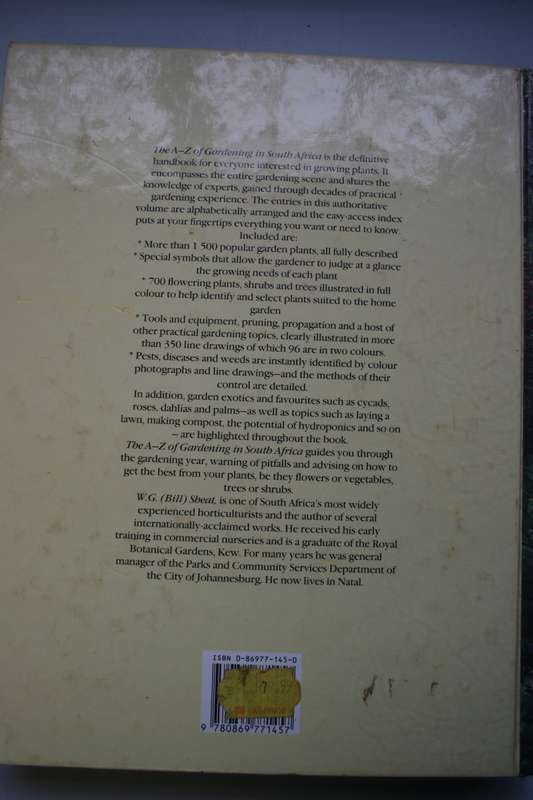 The A–Z of Gardening in South Africa is the definitive
handbook for everyone interested in growing plants. It
encompasses the entire gardening scene and shares the
knowledge of experts, gained through decades of practical
gardening experience. The entries in this authoritative
volume are alphabetically arranged and the easy-access index
puts at your fingertips everything you want or need to know.
Included are:
* More than 1 500 popular garden plants, all fully described
* Special symbols that allow the gardener to judge at a glance
the growing needs of each plant
* 700 flowering plants, shrubs and trees illustrated in full
colour to help identify and select plants suited to the home
garden
* Tools and equipment, pruning, propagation and a host of
other practical gardening topics, clearly illustrated in more
than 350 line drawings of which 96 are in two colours.
* Pests, diseases and weeds are instantly identified by colour
photographs and line drawings—and the methods of their
control are detailed.
In addition, garden exotics and favourites such as cycads,
roses, dahlias and palms—as well as topics such as laying a
lawn, making compost, the potential of hydroponics and so on
– are highlighted throughout the book.
The A–Z of Gardening in South Africa guides you through
the gardening year, warning of pitfalls and advising on how to
get the best from your plants, be they flowers or vegetables,
trees or shrubs.
W.G. (Bill) Sheat, is one of South Africa's most widely
experienced horticulturists and the author of several
internationally-acclaimed works. He received his early
training in commercial nurseries and is a graduate of the Royal
Botanical Gardens, Kew. For many years he was general
manager of the Parks and Community Services Department of
the City of Johannesburg. He now lives in Natal.
ISBN 0-86977-145-0
9 780869 771457